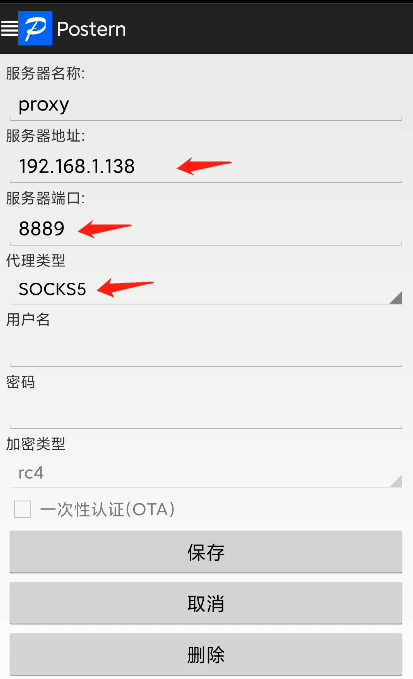 Postern
服务器名称:
proxy
服务器地址:
192.168.1.138
服务器端口:
8889
代理类型
SOCKS5
用户名
密码
加密类型
rc4
一次性认证(OTA)
保存
取消
删除